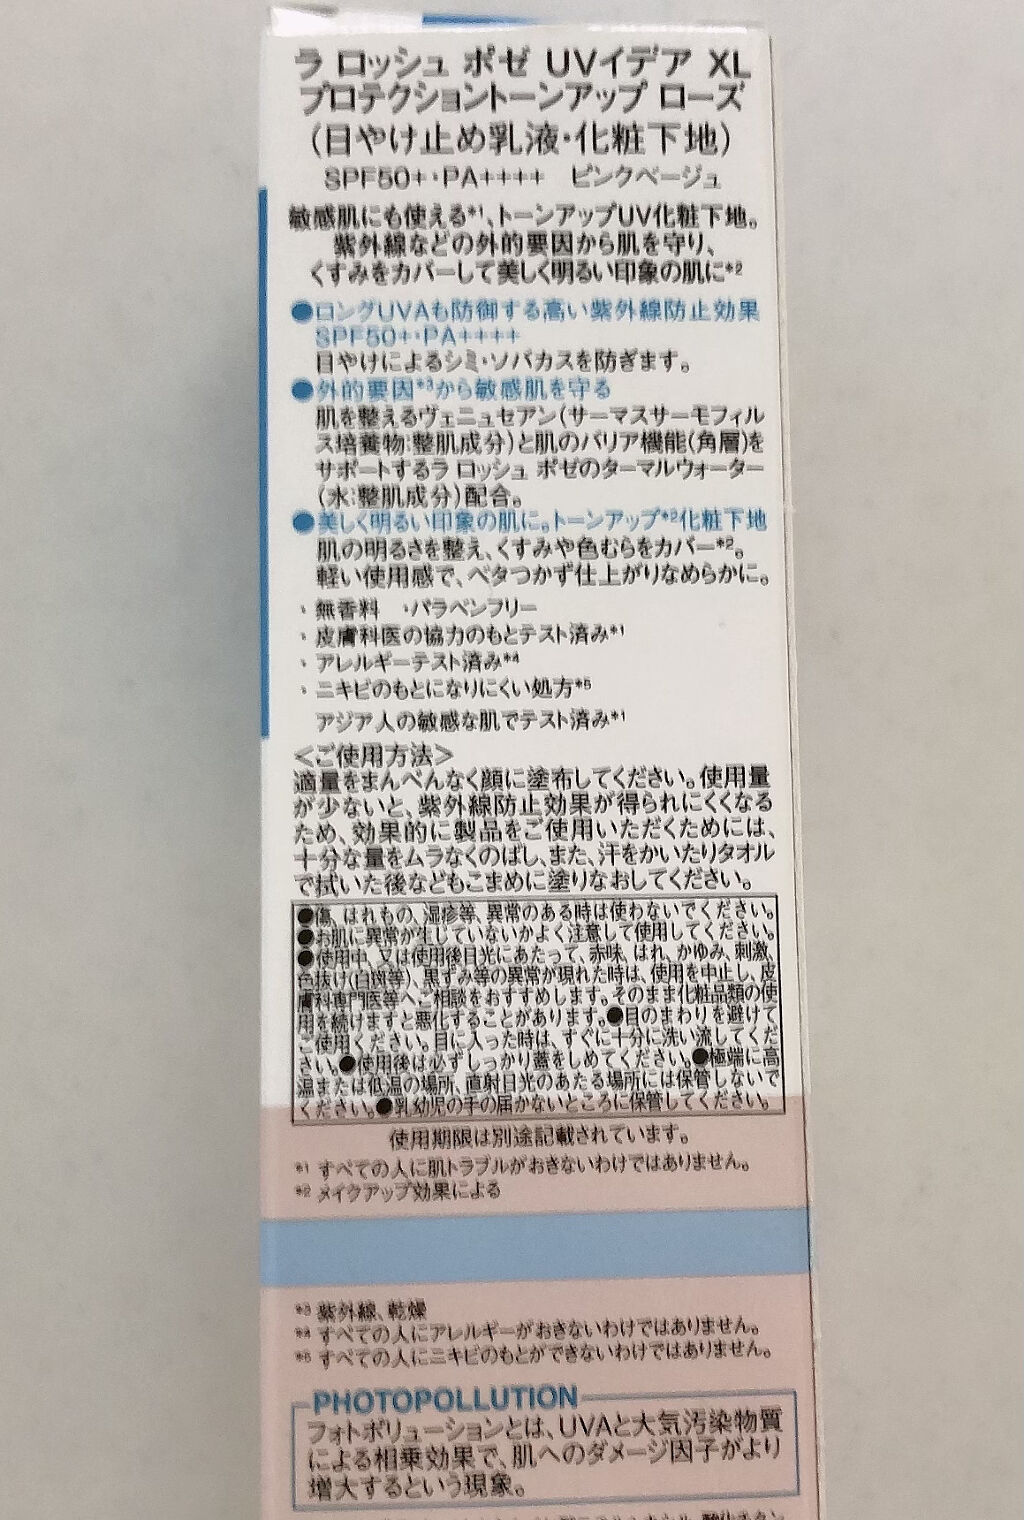 ラ ロッシュ ポゼ UVイデア XL
プロテクショントーンアップ ローズ
(日やけ止め乳液・化粧下地)
SPF50+・PA++++ ピンクベージュ
敏感肌にも使える*1、トーンアップUV化粧下地。
紫外線などの外的要因から肌を守り、
くすみをカバーして美しく明るい印象の肌に*2
●ロングUVAも防御する高い紫外線防止効果
SPF50+・PA++++
日やけによるシミ・ソバカスを防ぎます。
●外的要因*3から敏感肌を守る
肌を整えるヴェニュセアン(サーマスサーモフィル
ス培養物:整肌成分)と肌のバリア機能(角層)を
サポートするラ ロッシュ ポゼのターマルウォーター
(水:整肌成分)配合。
●美しく明るい印象の肌に。トーンアップ*2化粧下地
肌の明るさを整え、くすみや色むらをカバー*2。
軽い使用感で、ベタつかず仕上がりなめらかに。
・無香料 ・パラベンフリー
・皮膚科医の協力のもとテスト済み*1
・アレルギーテスト済み*4
・ニキビのもとになりにくい処方*5
アジア人の敏感な肌でテスト済み*1
<ご使用方法>
適量をまんべんなく顔に塗布してください。使用量
が少ないと、紫外線防止効果が得られにくくなる
ため、効果的に製品をご使用いただくためには、
十分な量をムラなくのばし、また、汗をかいたりタオル
で拭いた後などもこまめに塗りなおしてください。
●傷、はれもの、湿疹等、異常のある時は使わないでください。
●お肌に異常が生じていないかよく注意して使用してください。
●使用中、又は使用後日光にあたって、赤味、はれ、かゆみ、刺激、
色抜け(白斑等)、黒ずみ等の異常が現れた時は、使用を中止し、皮
膚科専門医等へご相談をおすすめします。そのまま化粧品類の使
用を続けますと悪化することがあります。●目のまわりを避けて
ご使用ください。目に入った時は、すぐに十分に洗い流してくだ
さい。●使用後は必ずしっかり蓋をしめてください。●極端に高
温または低温の場所、直射日光のあたる場所には保管しないで
ください。●乳幼児の手の届かないところに保管してください。
使用期限は別途記載されています。
*1 すべての人に肌トラブルがおきないわけではありません。
*2 メイクアップ効果による
*3 紫外線、乾燥
*4 すべての人にアレルギーがおきないわけではありません。
*5 すべての人にニキビのもとができないわけではありません。
PHOTOPOLLUTION
フォトポリューションとは、UVAと大気汚染物質
による相乗効果で、肌へのダメージ因子がより
増大するという現象。